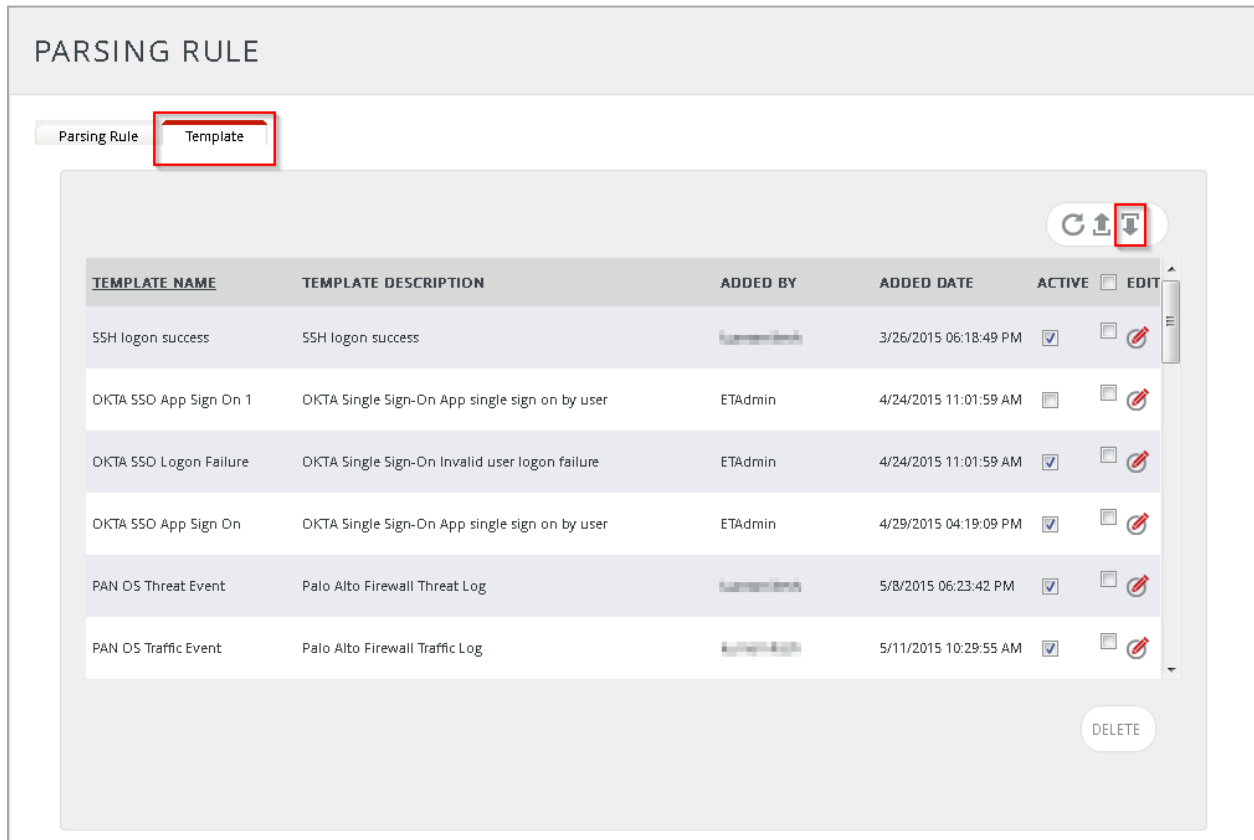 PARSING RULE
Parsing Rule Template
TEMPLATE NAME TEMPLATE DESCRIPTION ADDED BY ADDED DATE ACTIVE EDIT
SSH logon success SSH logon success 3/26/2015 06:18:49 PM
OKTA SSO App Sign On 1 OKTA Single Sign-On App single sign on by user ETAdmin 4/24/2015 11:01:59 AM
OKTA SSO Logon Failure OKTA Single Sign-On Invalid user logon failure ETAdmin 4/24/2015 11:01:59 AM
OKTA SSO App Sign On OKTA Single Sign-On App single sign on by user ETAdmin 4/29/2015 04:19:09 PM
PAN OS Threat Event Palo Alto Firewall Threat Log 5/8/2015 06:23:42 PM
PAN OS Traffic Event Palo Alto Firewall Traffic Log 5/11/2015 10:29:55 AM
DELETE